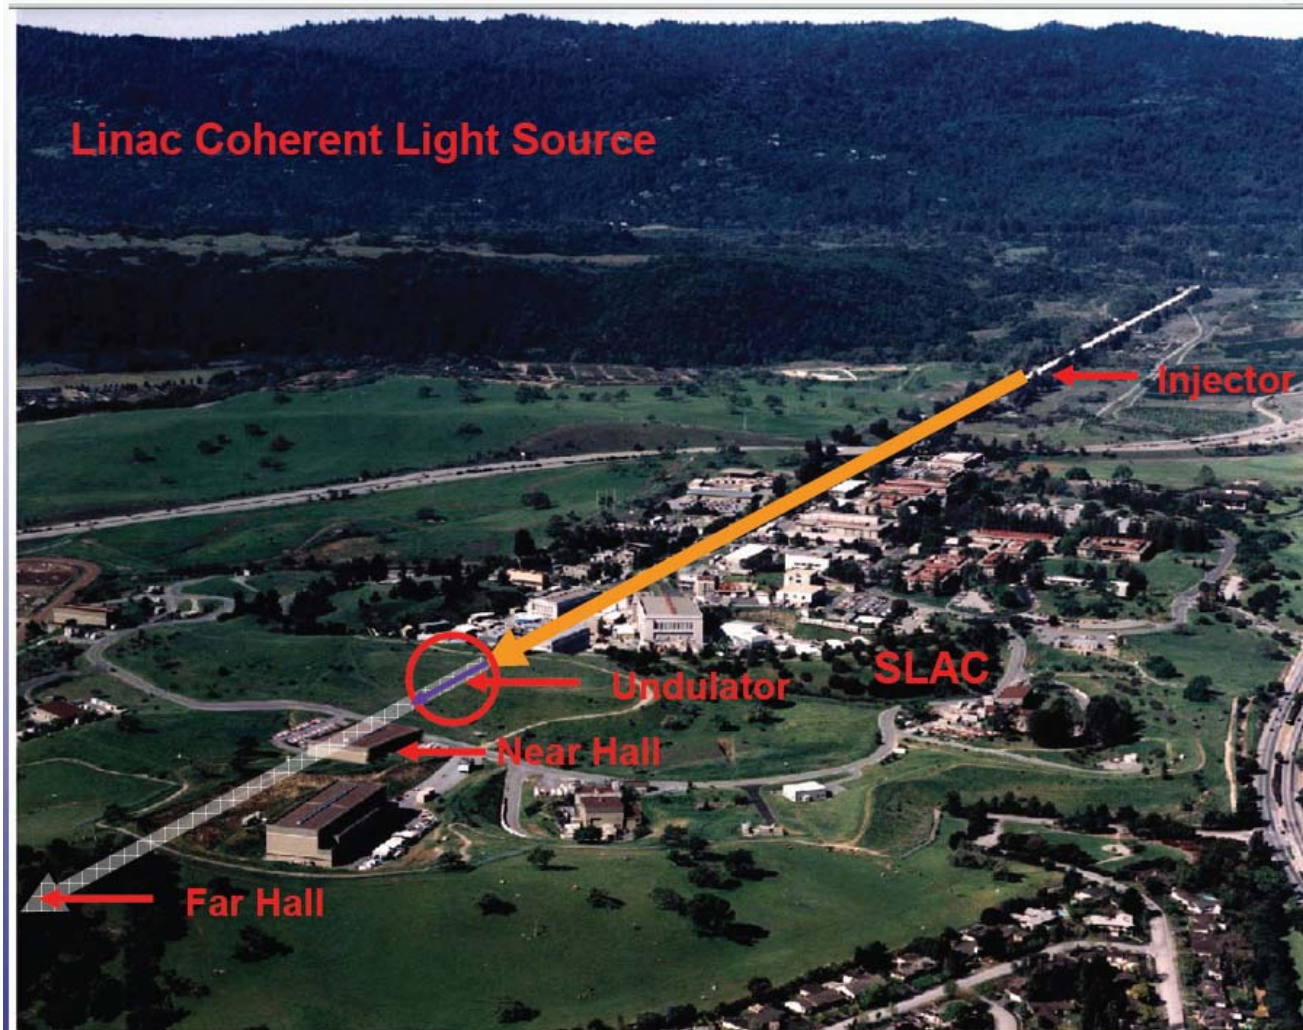 Linac Coherent Light Source
Injector
SLAC
Undulator
Near Hall
Far Hall